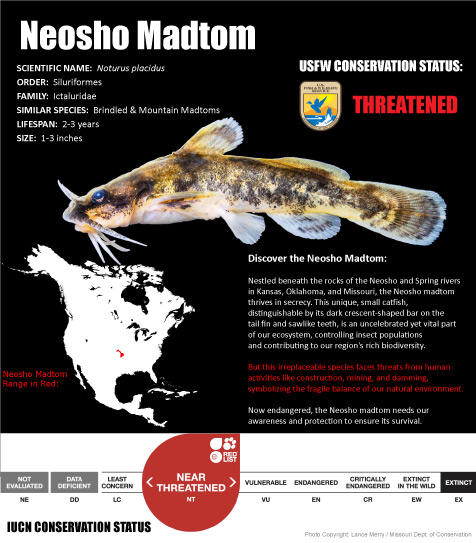 Neosho Madtom
SCIENTIFIC NAME: Noturus placidus
ORDER: Siluriformes
FAMILY: Ictaluridae
SIMILAR SPECIES: Brindled & Mountain Madtoms
LIFESPAN: 2-3 years
SIZE: 1-3 inches
USFW CONSERVATION STATUS:
U.S.
FISH & WILDLIFE
SERVICE
THREATENED
Discover the Neosho Madtom:
Nestled beneath the rocks of the Neosho and Spring rivers
in Kansas, Oklahoma, and Missouri, the Neosho madtom
thrives in secrecy. This unique, small catfish,
distinguishable by its dark crescent-shaped bar on the
tail fin and sawlike teeth, is an uncelebrated yet vital part
of our ecosystem, controlling insect populations
and contributing to our region's rich biodiversity.
But this irreplaceable species faces threats from human
activities like construction, mining, and damming,
symbolizing the fragile balance of our natural environment.
Now endangered, the Neosho madtom needs our
awareness and protection to ensure its survival.
Neosho Madtom
Range in Red:
RED
LIST
NOT
EVALUATED
DATA
DEFICIENT
LEAST
CONCERN
< NEAR
THREATENED >
VULNERABLE
ENDANGERED
CRITICALLY
ENDANGERED
EXTINCT
IN THE WILD
EXTINCT
NE
DD
LC
NT
VU
EN
CR
EW
EX
IUCN CONSERVATION STATUS
Photo Copyright: Lance Merry / Missouri Dept. of Conservation